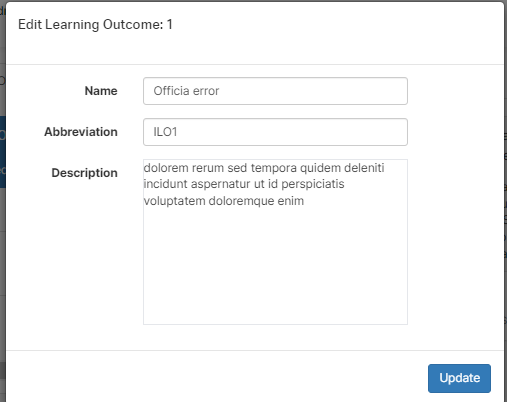 Edit Learning Outcome: 1
Name
Officia error
Abbreviation
ILO1
Description
dolorem rerum sed tempora quidem deleniti
incidunt aspernatur ut id perspiciatis
voluptatem doloremque enim
Update